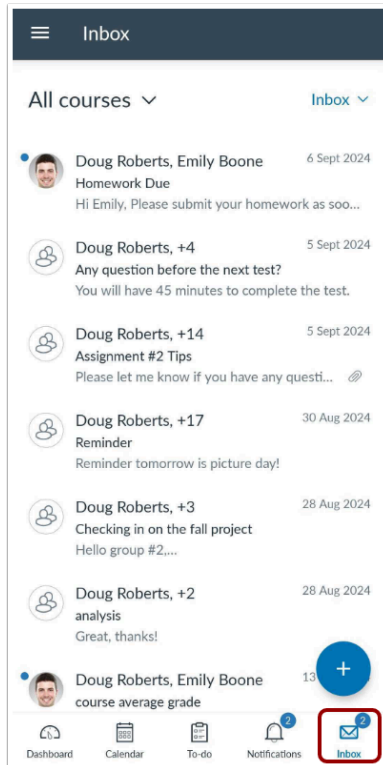 Inbox
All courses
Inbox
Doug Roberts, Emily Boone 6 Sept 2024
Homework Due
Hi Emily, Please submit your homework as soo...
Doug Roberts, +4 5 Sept 2024
Any question before the next test?
You will have 45 minutes to complete the test.
Doug Roberts, +14 5 Sept 2024
Assignment #2 Tips
Please let me know if you have any questi...
Doug Roberts, +17 30 Aug 2024
Reminder
Reminder tomorrow is picture day!
Doug Roberts, +3 28 Aug 2024
Checking in on the fall project
Hello group #2,...
Doug Roberts, +2 28 Aug 2024
analysis
Great, thanks!
Doug Roberts, Emily Boone 13
course average grade
2 2
Dashboard Calendar To-do Notifications Inbox